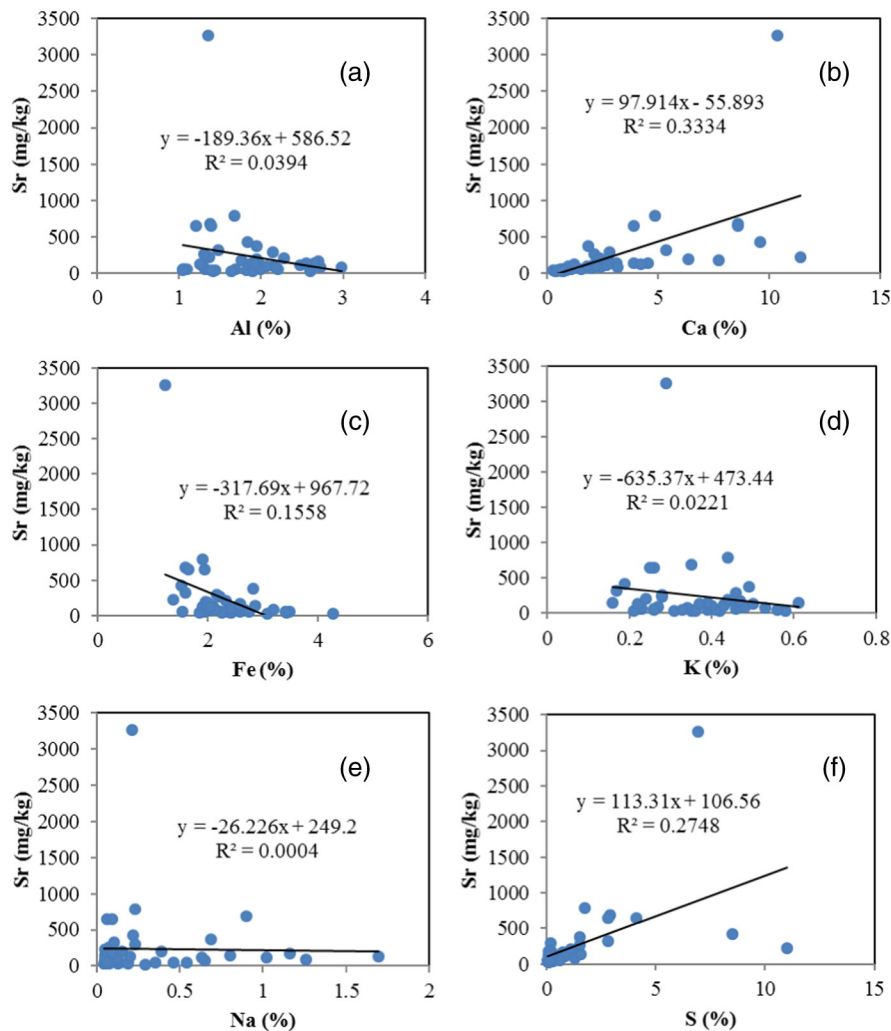 3500
3000
2500
2000
1500
1000
500
0
Sr (mg/kg)
(a)
y = -189.36x + 586.52
R² = 0.0394
0 1 2 3 4
Al (%)
3500
3000
2500
2000
1500
1000
500
0
Sr (mg/kg)
(b)
y = 97.914x - 55.893
R² = 0.3334
0 5 10 15
Ca (%)
3500
3000
2500
2000
1500
1000
500
0
Sr (mg/kg)
(c)
y = -317.69x + 967.72
R² = 0.1558
0 2 4 6
Fe (%)
3500
3000
2500
2000
1500
1000
500
0
Sr (mg/kg)
(d)
y = -635.37x + 473.44
R² = 0.0221
0 0.2 0.4 0.6 0.8
K (%)
3500
3000
2500
2000
1500
1000
500
0
Sr (mg/kg)
(e)
y = -26.226x + 249.2
R² = 0.0004
0 0.5 1 1.5 2
Na (%)
3500
3000
2500
2000
1500
1000
500
0
Sr (mg/kg)
(f)
y = 113.31x + 106.56
R² = 0.2748
0 5 10 15
S (%)